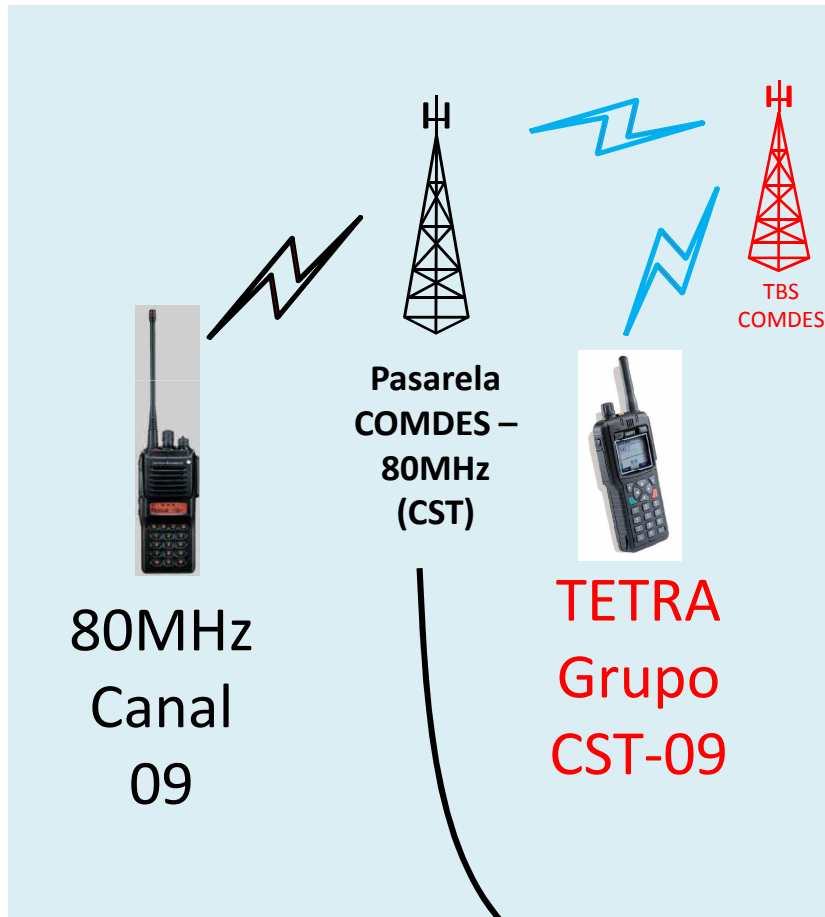 TBS
COMDES
Pasarela
COMDES –
80MHz
(CST)
80MHz
Canal
09
TETRA
Grupo
CST-09